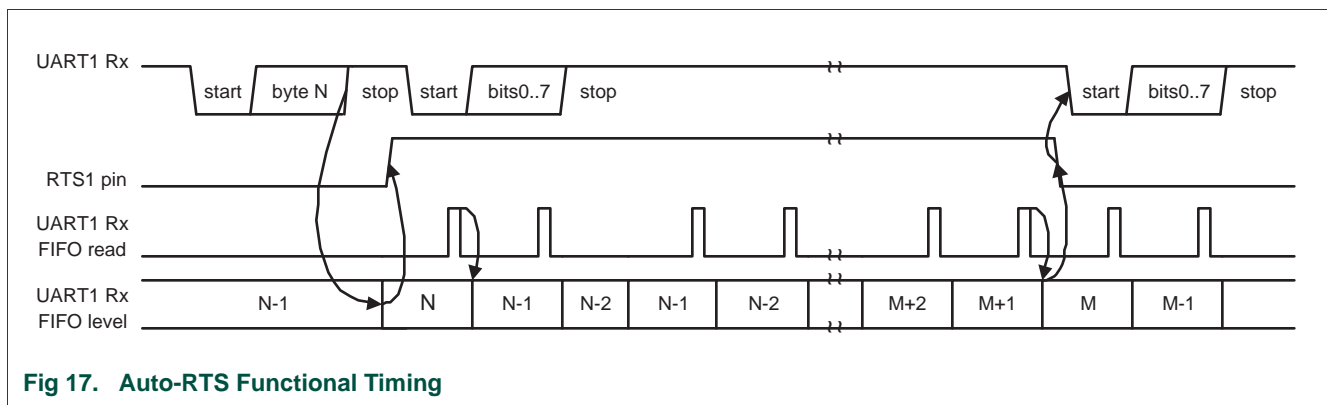 UART1 Rx
start byte N stop start bits0..7 stop start bits0..7 stop
RTS1 pin
UART1 Rx
FIFO read
UART1 Rx
FIFO level
N-1 N N-1 N-2 N-1 N-2 M+2 M+1 M M-1
Fig 17. Auto-RTS Functional Timing